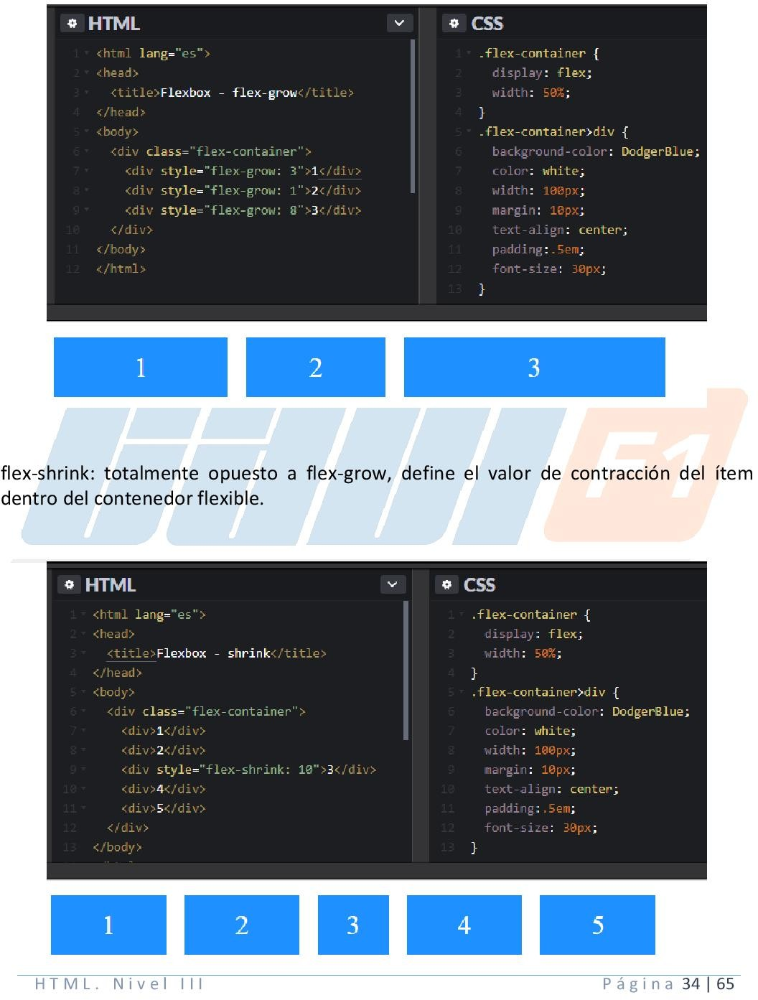 HTML
1 <html lang="es">
2 <head>
3 <title>Flexbox - flex-grow</title>
4 </head>
5 <body>
6 <div class="flex-container">
7 <div style="flex-grow: 3">1</div>
8 <div style="flex-grow: 1">2</div>
9 <div style="flex-grow: 8">3</div>
10 </div>
11 </body>
12 </html>
CSS
1 .flex-container {
2 display: flex;
3 width: 50%;
4 }
5 .flex-container>div {
6 background-color: DodgerBlue;
7 color: white;
8 width: 100px;
9 margin: 10px;
10 text-align: center;
11 padding:.5em;
12 font-size: 30px;
13 }
1 2 3
F1
flex-shrink: totalmente opuesto a flex-grow, define el valor de contracción del ítem
dentro del contenedor flexible.
HTML
1 <html lang="es">
2 <head>
3 <title>Flexbox - shrink</title>
4 </head>
5 <body>
6 <div class="flex-container">
7 <div>1</div>
8 <div>2</div>
9 <div style="flex-shrink: 10">3</div>
10 <div>4</div>
11 <div>5</div>
12 </div>
13 </body>
CSS
1 .flex-container {
2 display: flex;
3 width: 50%;
4 }
5 .flex-container>div {
6 background-color: DodgerBlue;
7 color: white;
8 width: 100px;
9 margin: 10px;
10 text-align: center;
11 padding:.5em;
12 font-size: 30px;
13 }
1 2 3 4 5
HTML. Nivel III Página 34 | 65